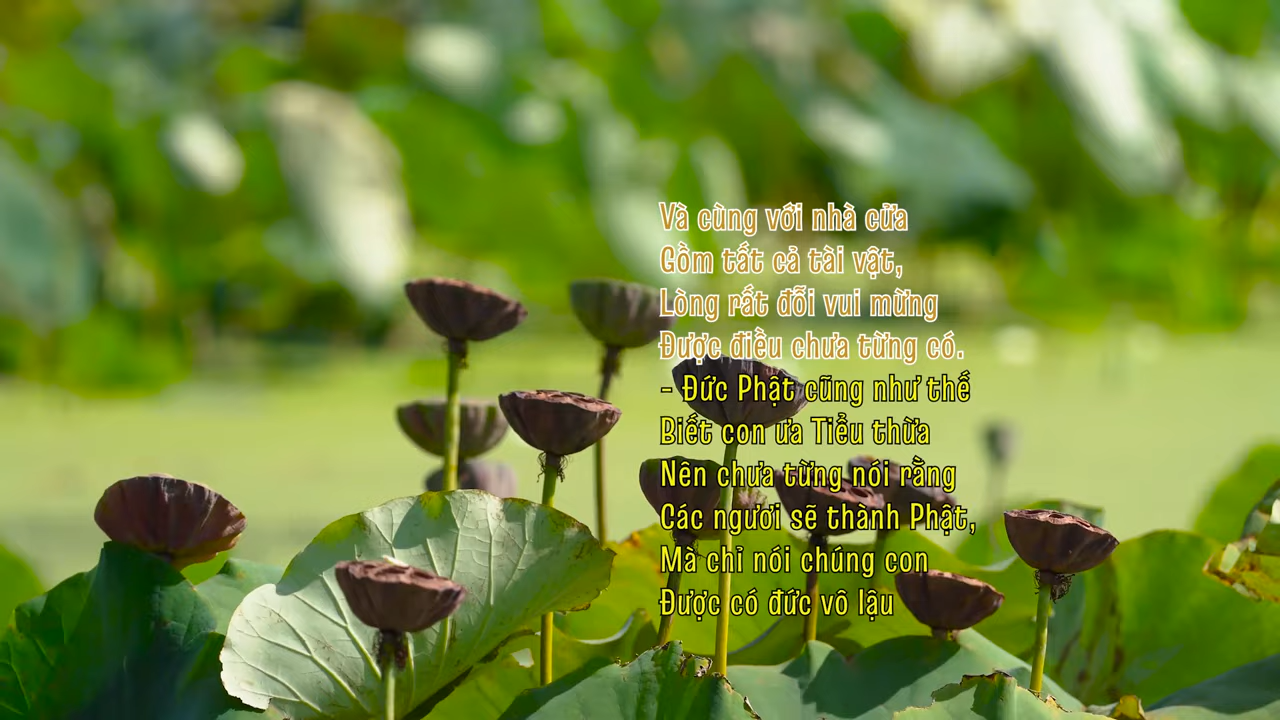 Và cùng với nhà cửa
Gồm tất cả tài vật,
Lòng rất đỗi vui mừng
Được điều chưa từng có.
- Đức Phật cũng như thế
Biết con ưa Tiểu thừa
Nên chưa từng nói rằng
Các ngươi sẽ thành Phật,
Mà chỉ nói chúng con
Được có đức vô lậu